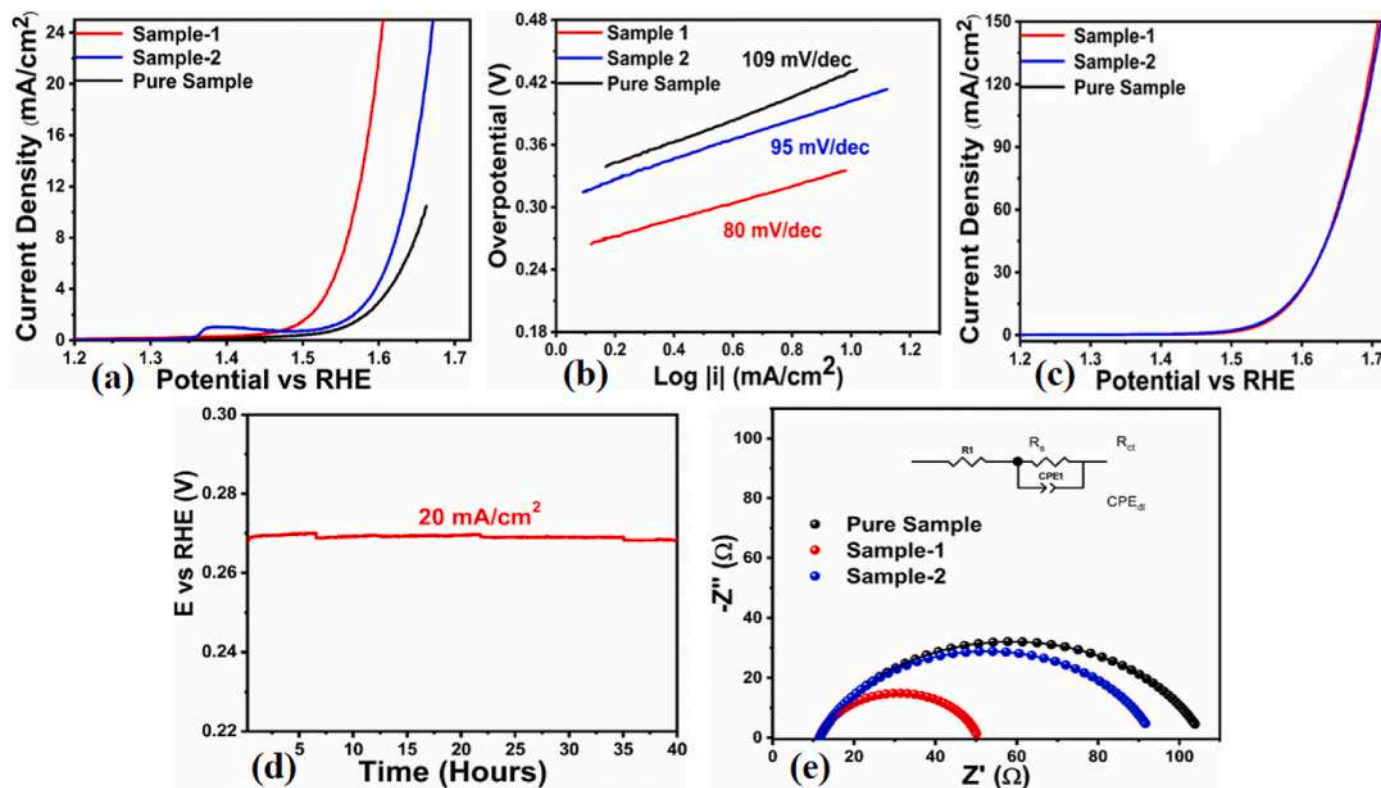 24
20
16
12
8
4
0
Current Density (mA/cm²)
Sample-1
Sample-2
Pure Sample
1.2 1.3 1.4 1.5 1.6 1.7
(a) Potential vs RHE
0.48
0.42
0.36
0.30
0.24
0.18
Overpotential (V)
Sample 1
Sample 2
Pure Sample
109 mV/dec
95 mV/dec
80 mV/dec
0.0 0.2 0.4 0.6 0.8 1.0 1.2
(b) Log |i| (mA/cm²)
150
120
90
60
30
0
Current Density (mA/cm²)
Sample-1
Sample-2
Pure Sample
1.2 1.3 1.4 1.5 1.6 1.7
(c) Potential vs RHE
0.30
0.28
0.26
0.24
0.22
E vs RHE (V)
20 mA/cm²
5 10 15 20 25 30 35 40
(d) Time (Hours)
100
80
60
40
20
0
-Z'' (Ω)
R1 Rs Rct
CPE1
CPEdl
Pure Sample
Sample-1
Sample-2
0 20 40 60 80 100
(e) Z' (Ω)